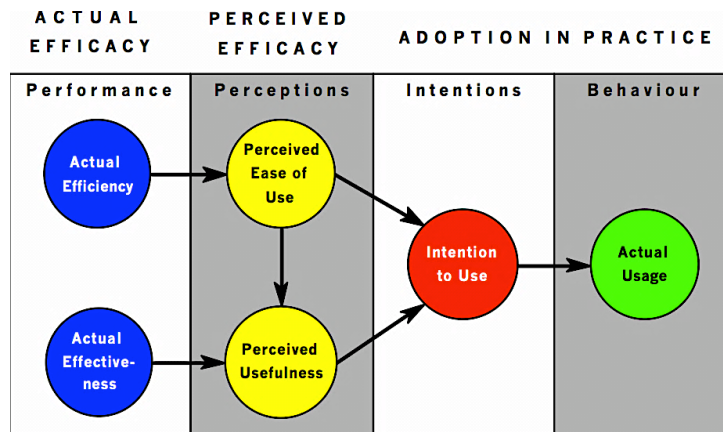 ACTUAL
EFFICACY
PERCEIVED
EFFICACY
ADOPTION IN PRACTICE
Performance
Perceptions
Intentions
Behaviour
Actual
Efficiency
Perceived
Ease of
Use
Intention
to Use
Actual
Usage
Actual
Effective-
ness
Perceived
Usefulness